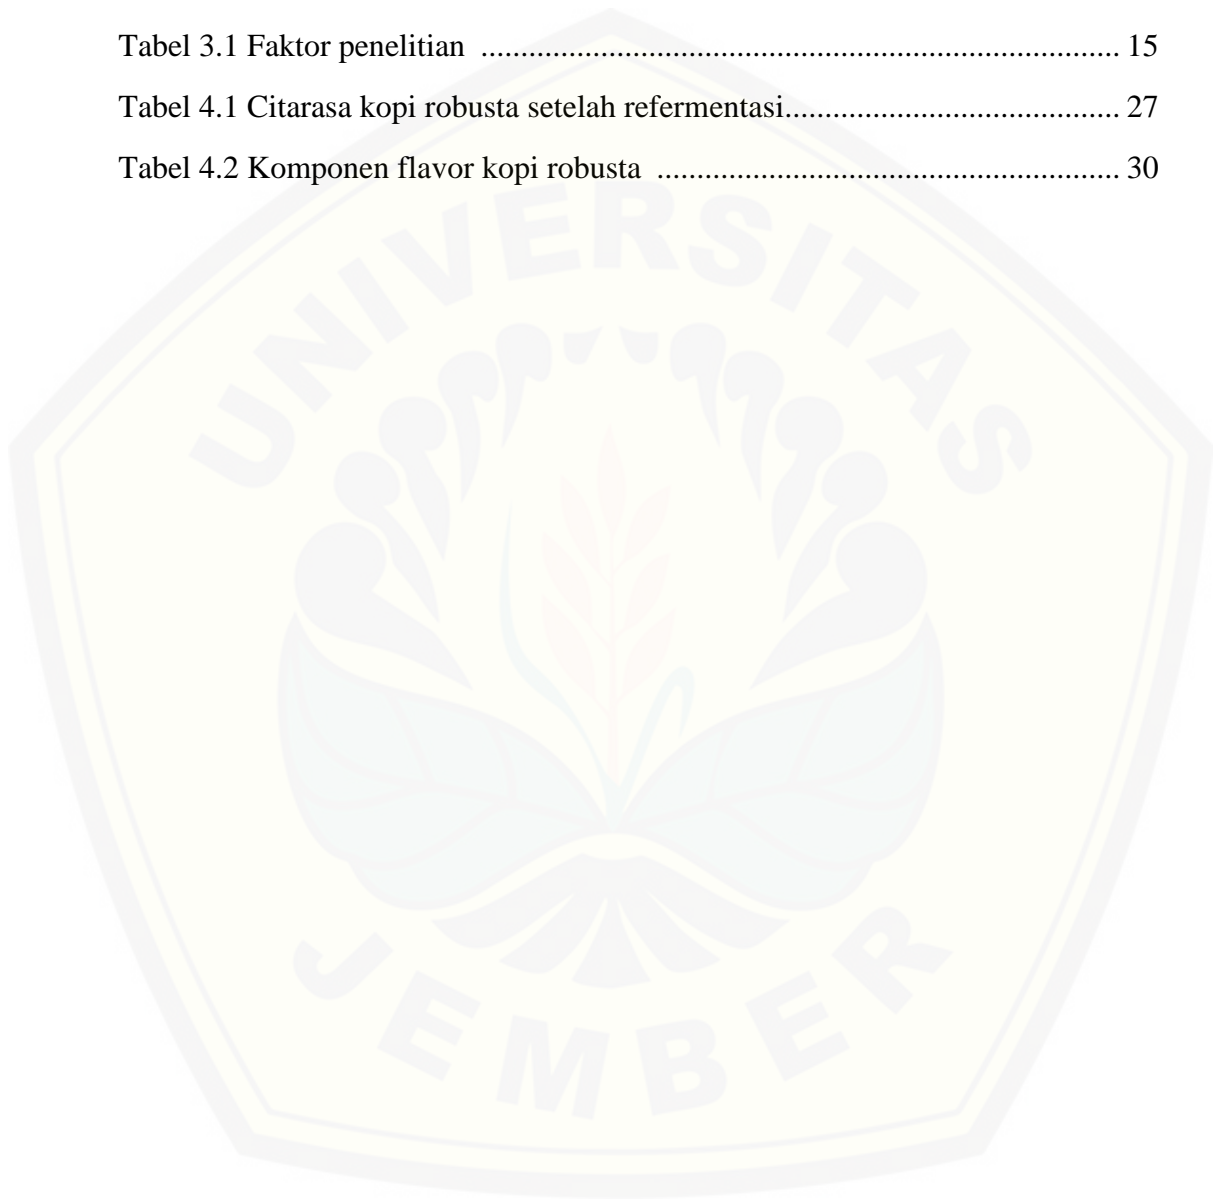 Tabel 3.1 Faktor penelitian ................................................................................ 15
Tabel 4.1 Citarasa kopi robusta setelah refermentasi.......................................... 27
Tabel 4.2 Komponen flavor kopi robusta .......................................................... 30
UNIVERSITAS
JEMBER